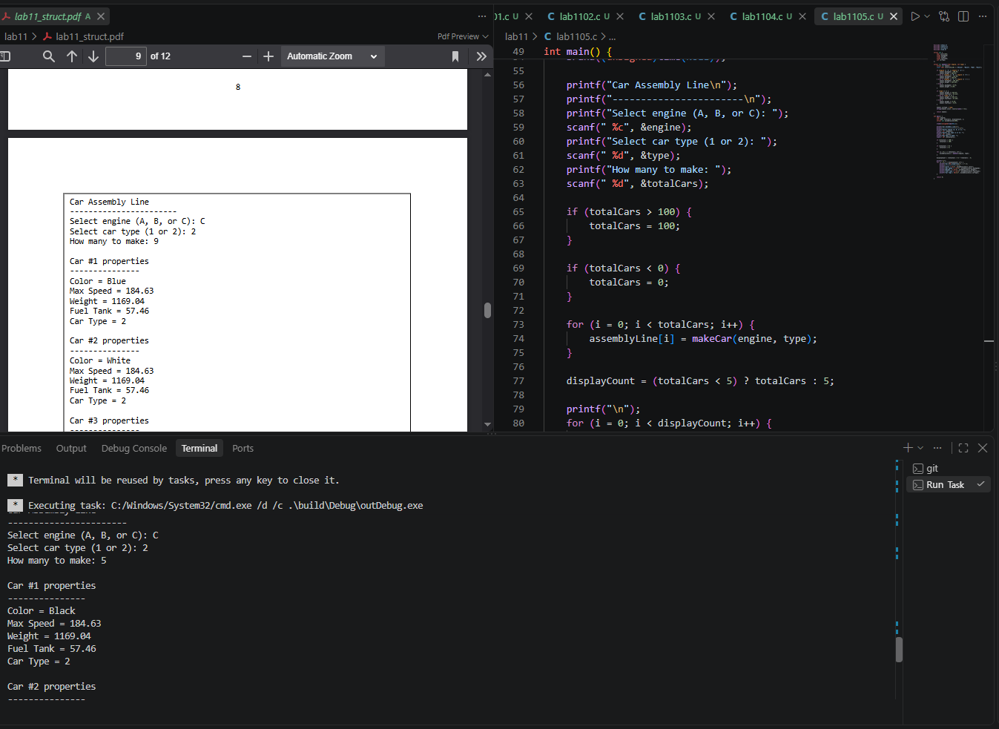 lab11_struct.pdf A
lab11 > lab11_struct.pdf
Pdf Preview
9 of 12
Automatic Zoom
8
Car Assembly Line
------------------------
Select engine (A, B, or C): C
Select car type (1 or 2): 2
How many to make: 9
Car #1 properties
---------------
Color = Blue
Max Speed = 184.63
Weight = 1169.04
Fuel Tank = 57.46
Car Type = 2
Car #2 properties
---------------
Color = White
Max Speed = 184.63
Weight = 1169.04
Fuel Tank = 57.46
Car Type = 2
Car #3 properties
---------------
01.c U
C lab1102.c U
C lab1103.c U
C lab1104.c U
C lab1105.c U
lab11 > C lab1105.c > ...
49 int main() {
55
56 printf("Car Assembly Line\n");
57 printf("-----------------------\n");
58 printf("Select engine (A, B, or C): ");
59 scanf(" %c", &engine);
60 printf("Select car type (1 or 2): ");
61 scanf(" %d", &type);
62 printf("How many to make: ");
63 scanf(" %d", &totalCars);
64
65 if (totalCars > 100) {
66 totalCars = 100;
67 }
68
69 if (totalCars < 0) {
70 totalCars = 0;
71 }
72
73 for (i = 0; i < totalCars; i++) {
74 assemblyLine[i] = makeCar(engine, type);
75 }
76
77 displayCount = (totalCars < 5) ? totalCars : 5;
78
79 printf("\n");
80 for (i = 0; i < displayCount; i++) {
Problems Output Debug Console Terminal Ports
* Terminal will be reused by tasks, press any key to close it.
* Executing task: C:/Windows/System32/cmd.exe /d /c .\build\Debug\outDebug.exe
-----------------------
Select engine (A, B, or C): C
Select car type (1 or 2): 2
How many to make: 5
Car #1 properties
---------------
Color = Black
Max Speed = 184.63
Weight = 1169.04
Fuel Tank = 57.46
Car Type = 2
Car #2 properties
---------------
git
Run Task